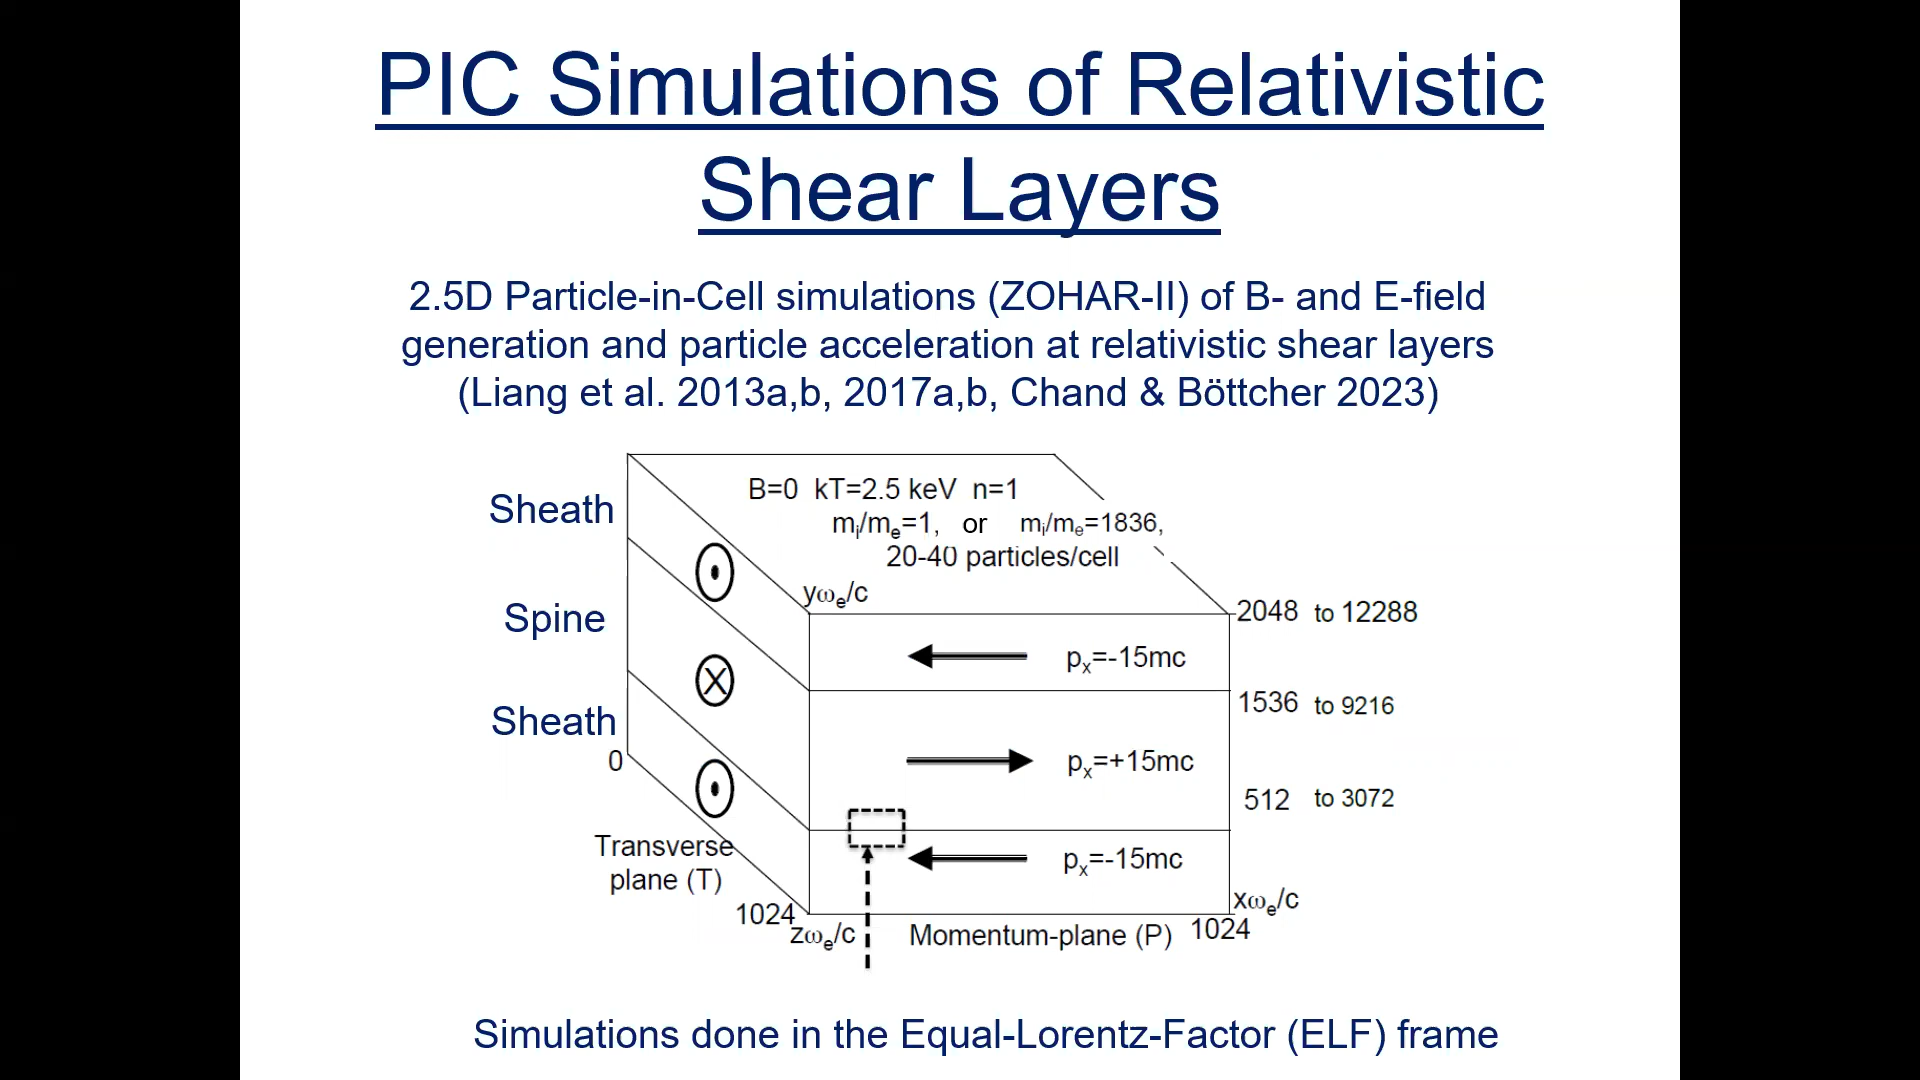 PIC Simulations of Relativistic
Shear Layers
2.5D Particle-in-Cell simulations (ZOHAR-II) of B- and E-field
generation and particle acceleration at relativistic shear layers
(Liang et al. 2013a,b, 2017a,b, Chand & Böttcher 2023)
Sheath
B=0 kT=2.5 keV n=1
mi/me=1, or mi/me=1836,
20-40 particles/cell
yωe/c
2048 to 12288
Spine
px=-15mc
X
1536 to 9216
Sheath
0
px=+15mc
512 to 3072
Transverse
plane (T)
px=-15mc
1024
zωe/c
Momentum-plane (P)
xωe/c
1024
Simulations done in the Equal-Lorentz-Factor (ELF) frame